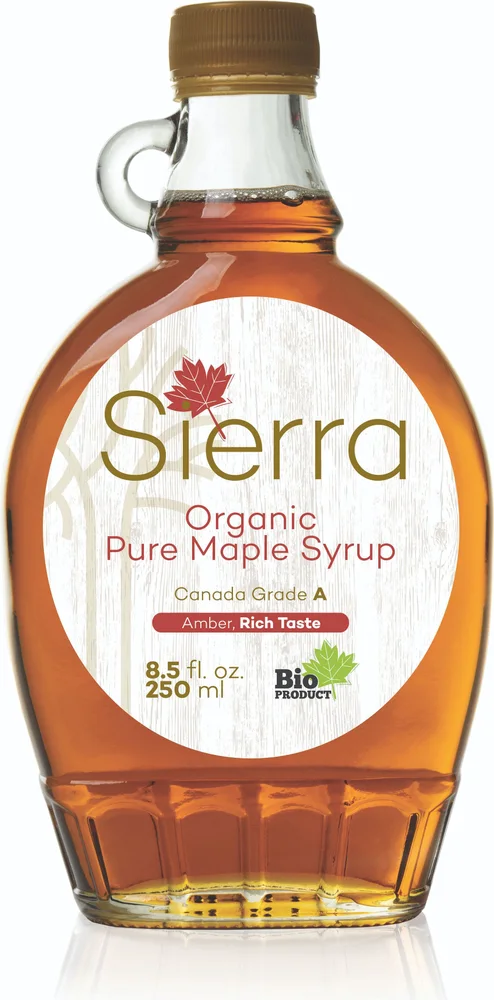 Sierra
Organic
Pure Maple Syrup
Canada Grade A
Amber, Rich Taste
8.5 fl. oz.
250 ml
Bio
PRODUCT